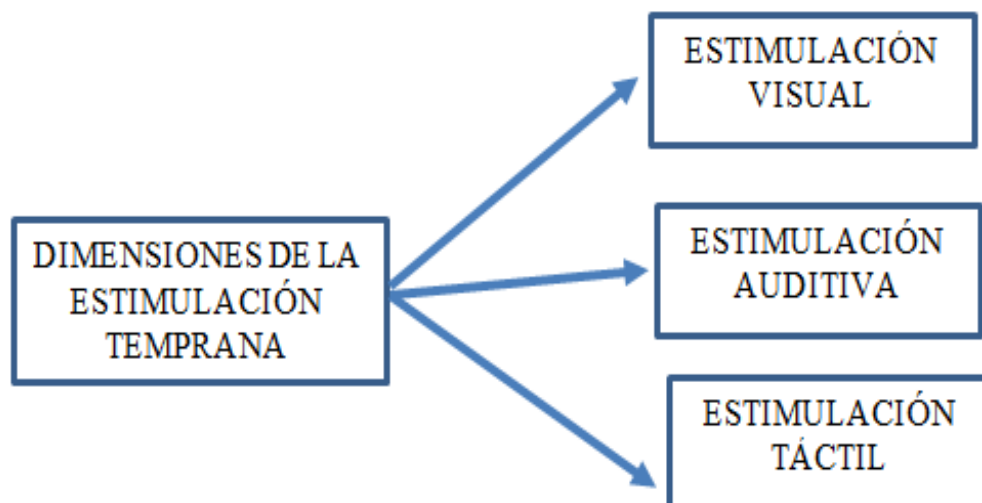 DIMENSIONES DE LA
ESTIMULACIÓN
TEMPRANA
ESTIMULACIÓN
VISUAL
ESTIMULACIÓN
AUDITIVA
ESTIMULACIÓN
TÁCTIL